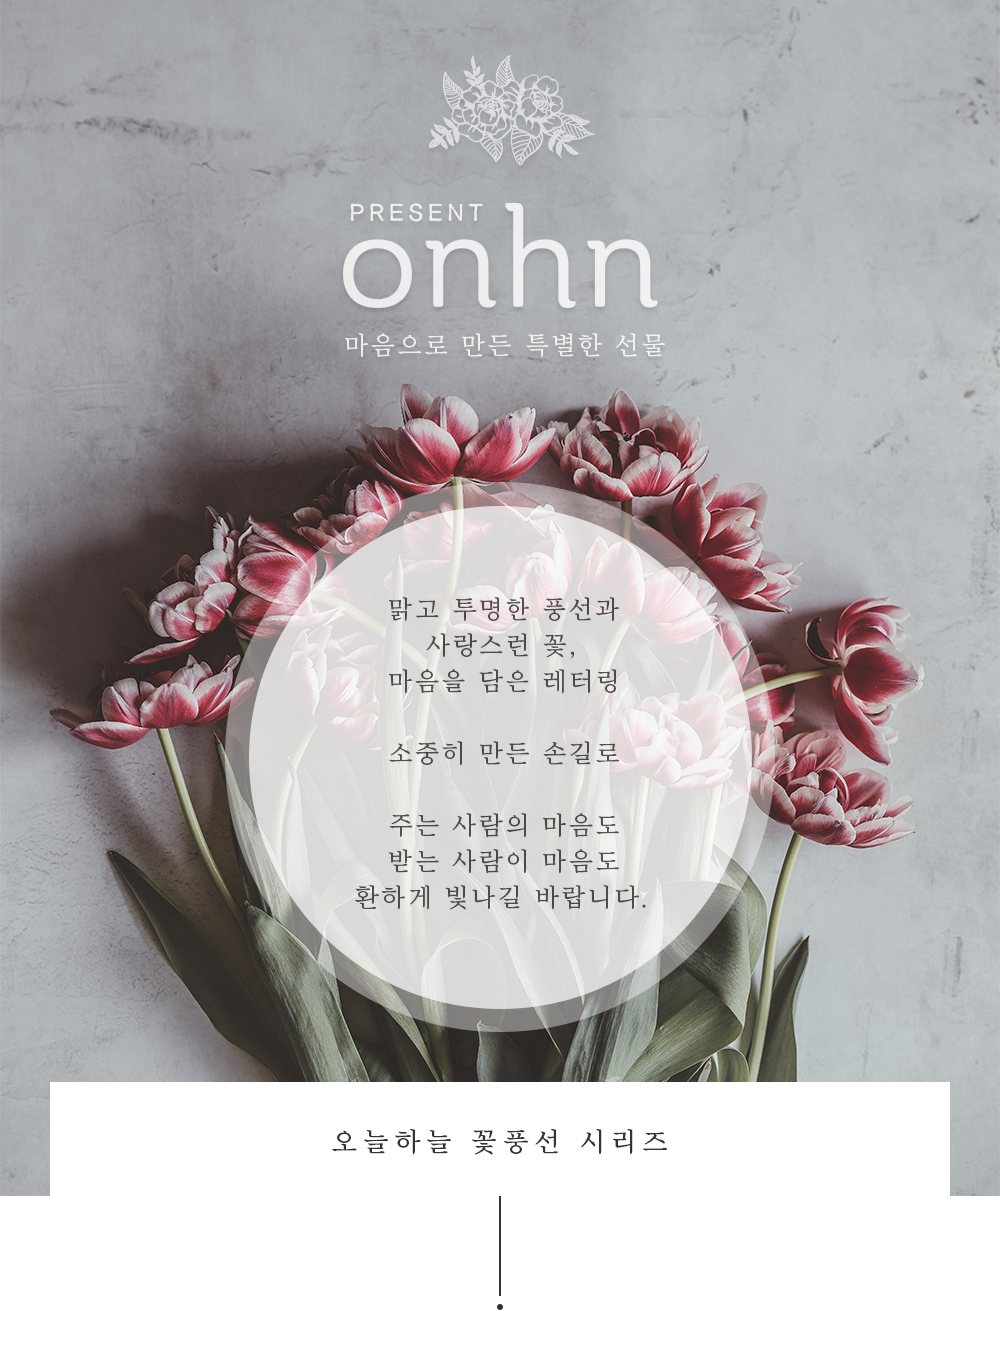 PRESENT
onhn
마음으로 만든 특별한 선물
맑고 투명한 풍선과
사랑스런 꽃,
마음을 담은 레터링
소중히 만든 손길로
주는 사람의 마음도
받는 사람이 마음도
환하게 빛나길 바랍니다.
오늘하늘 꽃풍선 시리즈